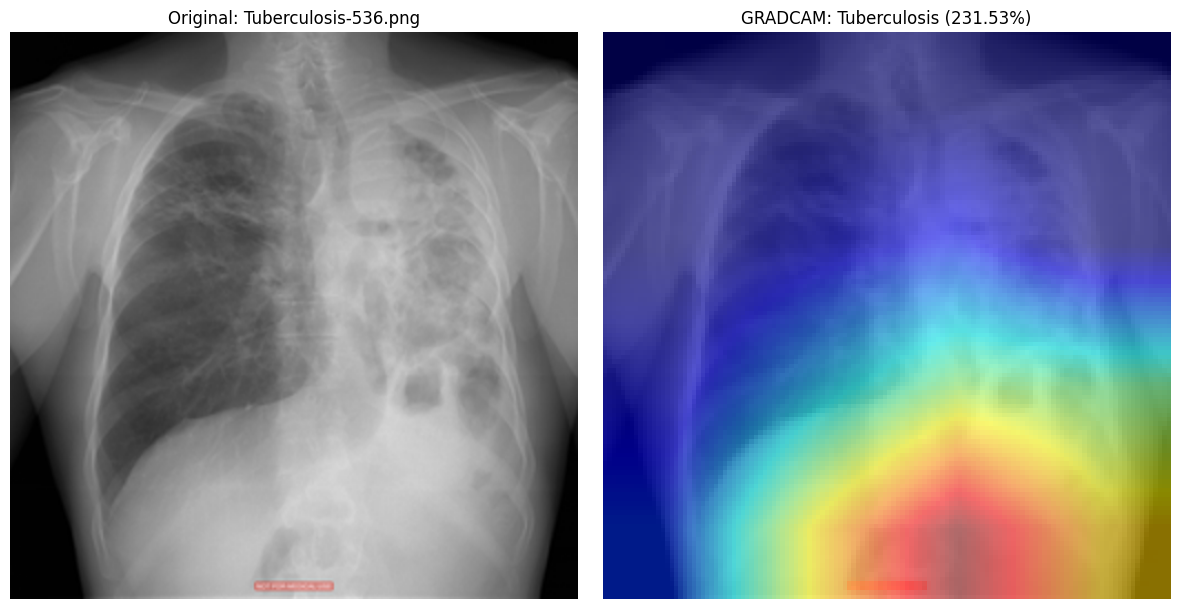 Original: Tuberculosis-536.png
GRADCAM: Tuberculosis (231.53%)
NOT FOR MEDICAL USE